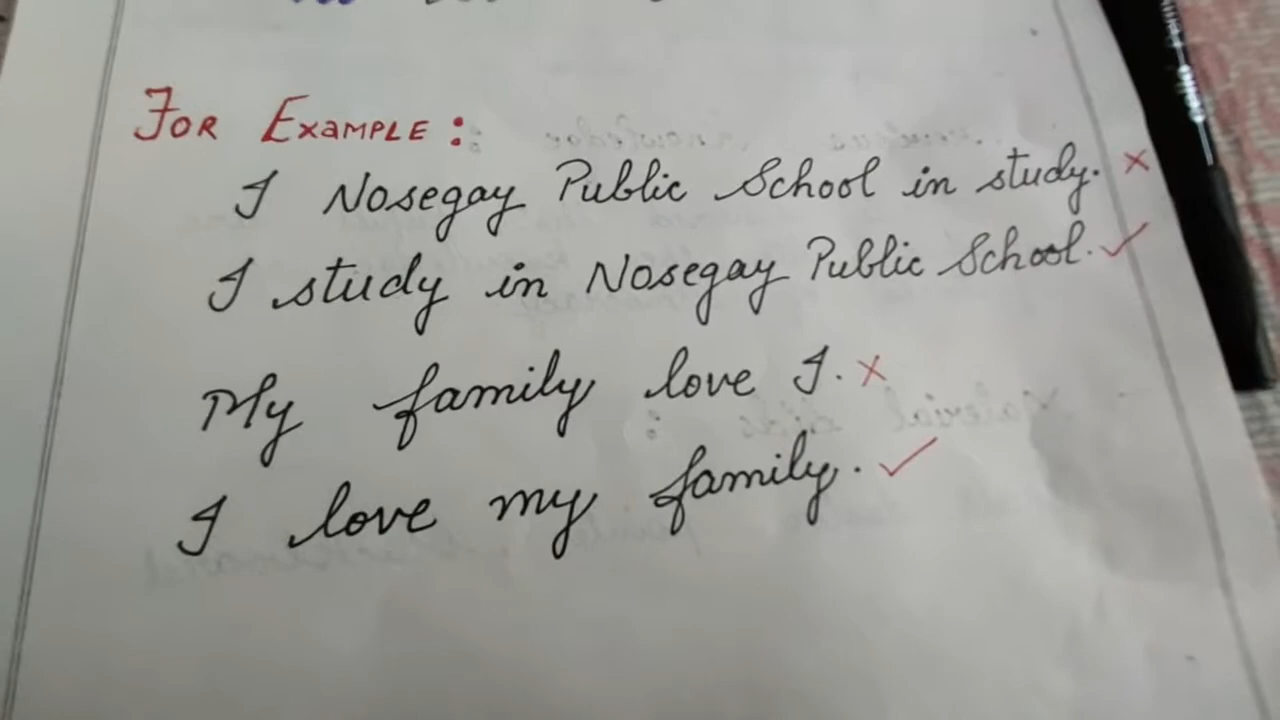 FOR EXAMPLE:
I Nosegay Public School in study. ×
I study in Nosegay Public School. ✓
My family love I. ×
I love my family. ✓